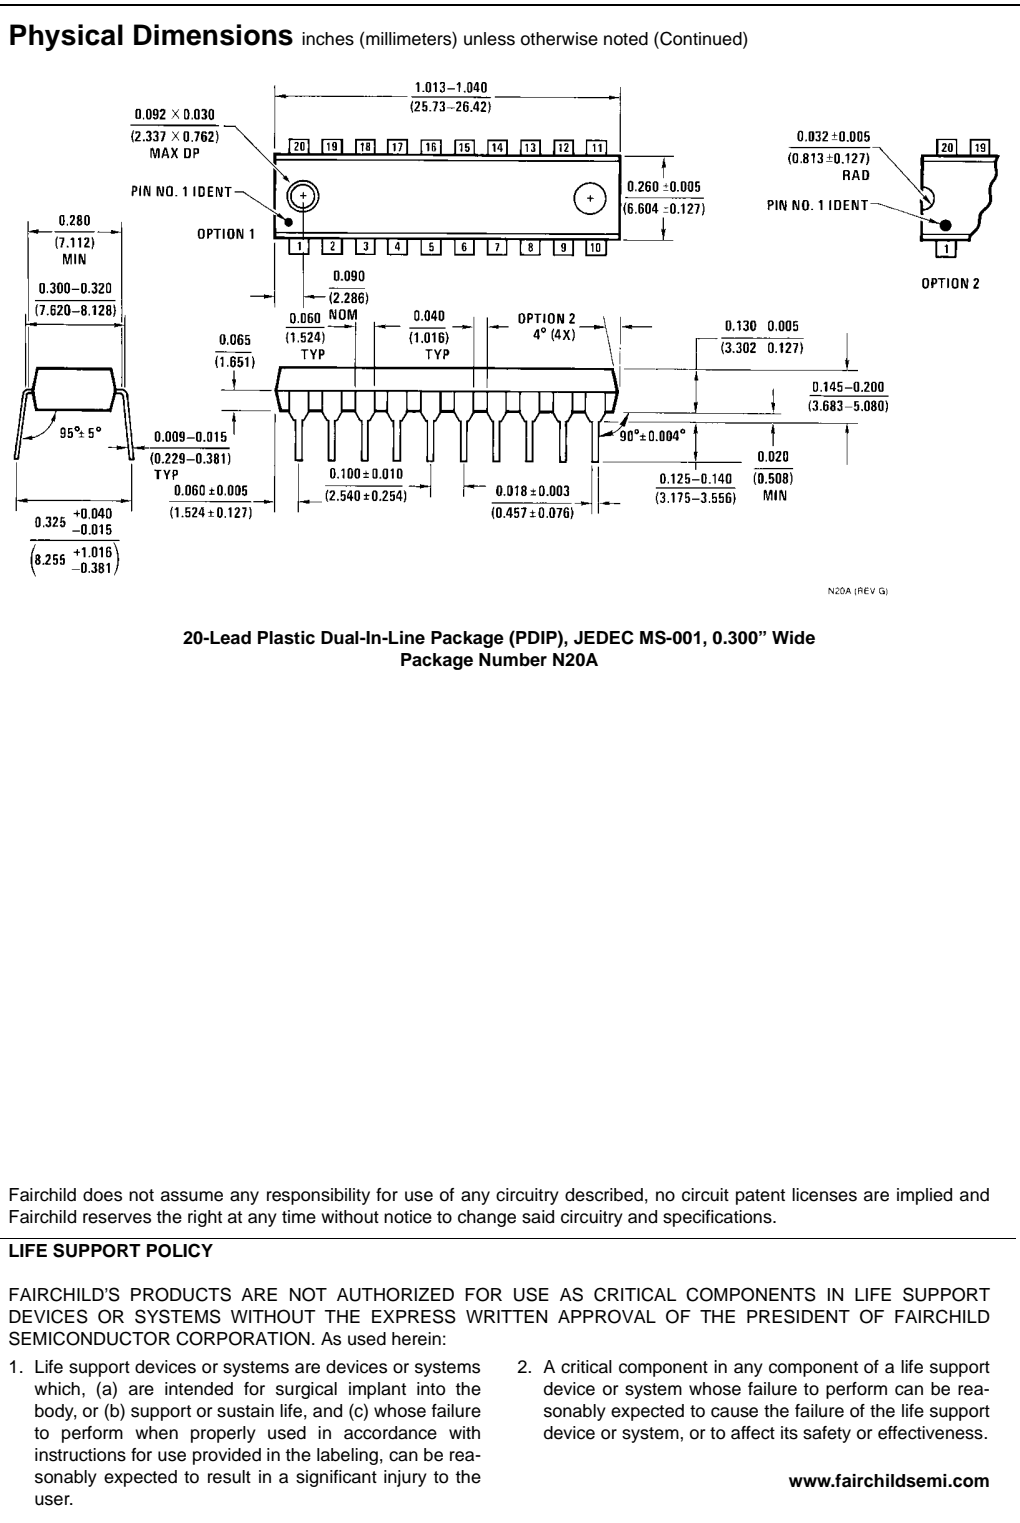 Physical Dimensions inches (millimeters) unless otherwise noted (Continued)
1.013–1.040
(25.73–26.42)
0.092 × 0.030
(2.337 × 0.762)
MAX DP
20 19 18 17 16 15 14 13 12 11
PIN NO. 1 IDENT
OPTION 1
0.260 ±0.005
(6.604 ±0.127)
1 2 3 4 5 6 7 8 9 10
0.032 ±0.005
(0.813 ±0.127)
RAD
20 19
PIN NO. 1 IDENT
1
OPTION 2
0.280
(7.112)
MIN
0.300–0.320
(7.620–8.128)
0.090
(2.286)
NOM
0.060
(1.524)
TYP
0.040
(1.016)
TYP
OPTION 2
4° (4X)
0.065
(1.651)
0.130 0.005
(3.302 0.127)
0.145–0.200
(3.683–5.080)
95°± 5°
90°±0.004°
0.009–0.015
(0.229–0.381)
TYP
0.100 ± 0.010
(2.540 ± 0.254)
0.020
(0.508)
MIN
0.125–0.140
(3.175–3.556)
0.060 ±0.005
(1.524 ± 0.127)
0.018 ± 0.003
(0.457 ± 0.076)
0.325 +0.040
–0.015
(8.255 +1.016
–0.381)
N20A (REV G)
20-Lead Plastic Dual-In-Line Package (PDIP), JEDEC MS-001, 0.300” Wide
Package Number N20A
Fairchild does not assume any responsibility for use of any circuitry described, no circuit patent licenses are implied and
Fairchild reserves the right at any time without notice to change said circuitry and specifications.
LIFE SUPPORT POLICY
FAIRCHILD’S PRODUCTS ARE NOT AUTHORIZED FOR USE AS CRITICAL COMPONENTS IN LIFE SUPPORT
DEVICES OR SYSTEMS WITHOUT THE EXPRESS WRITTEN APPROVAL OF THE PRESIDENT OF FAIRCHILD
SEMICONDUCTOR CORPORATION. As used herein:
1. Life support devices or systems are devices or systems
which, (a) are intended for surgical implant into the
body, or (b) support or sustain life, and (c) whose failure
to perform when properly used in accordance with
instructions for use provided in the labeling, can be rea-
sonably expected to result in a significant injury to the
user.
2. A critical component in any component of a life support
device or system whose failure to perform can be rea-
sonably expected to cause the failure of the life support
device or system, or to affect its safety or effectiveness.
www.fairchildsemi.com